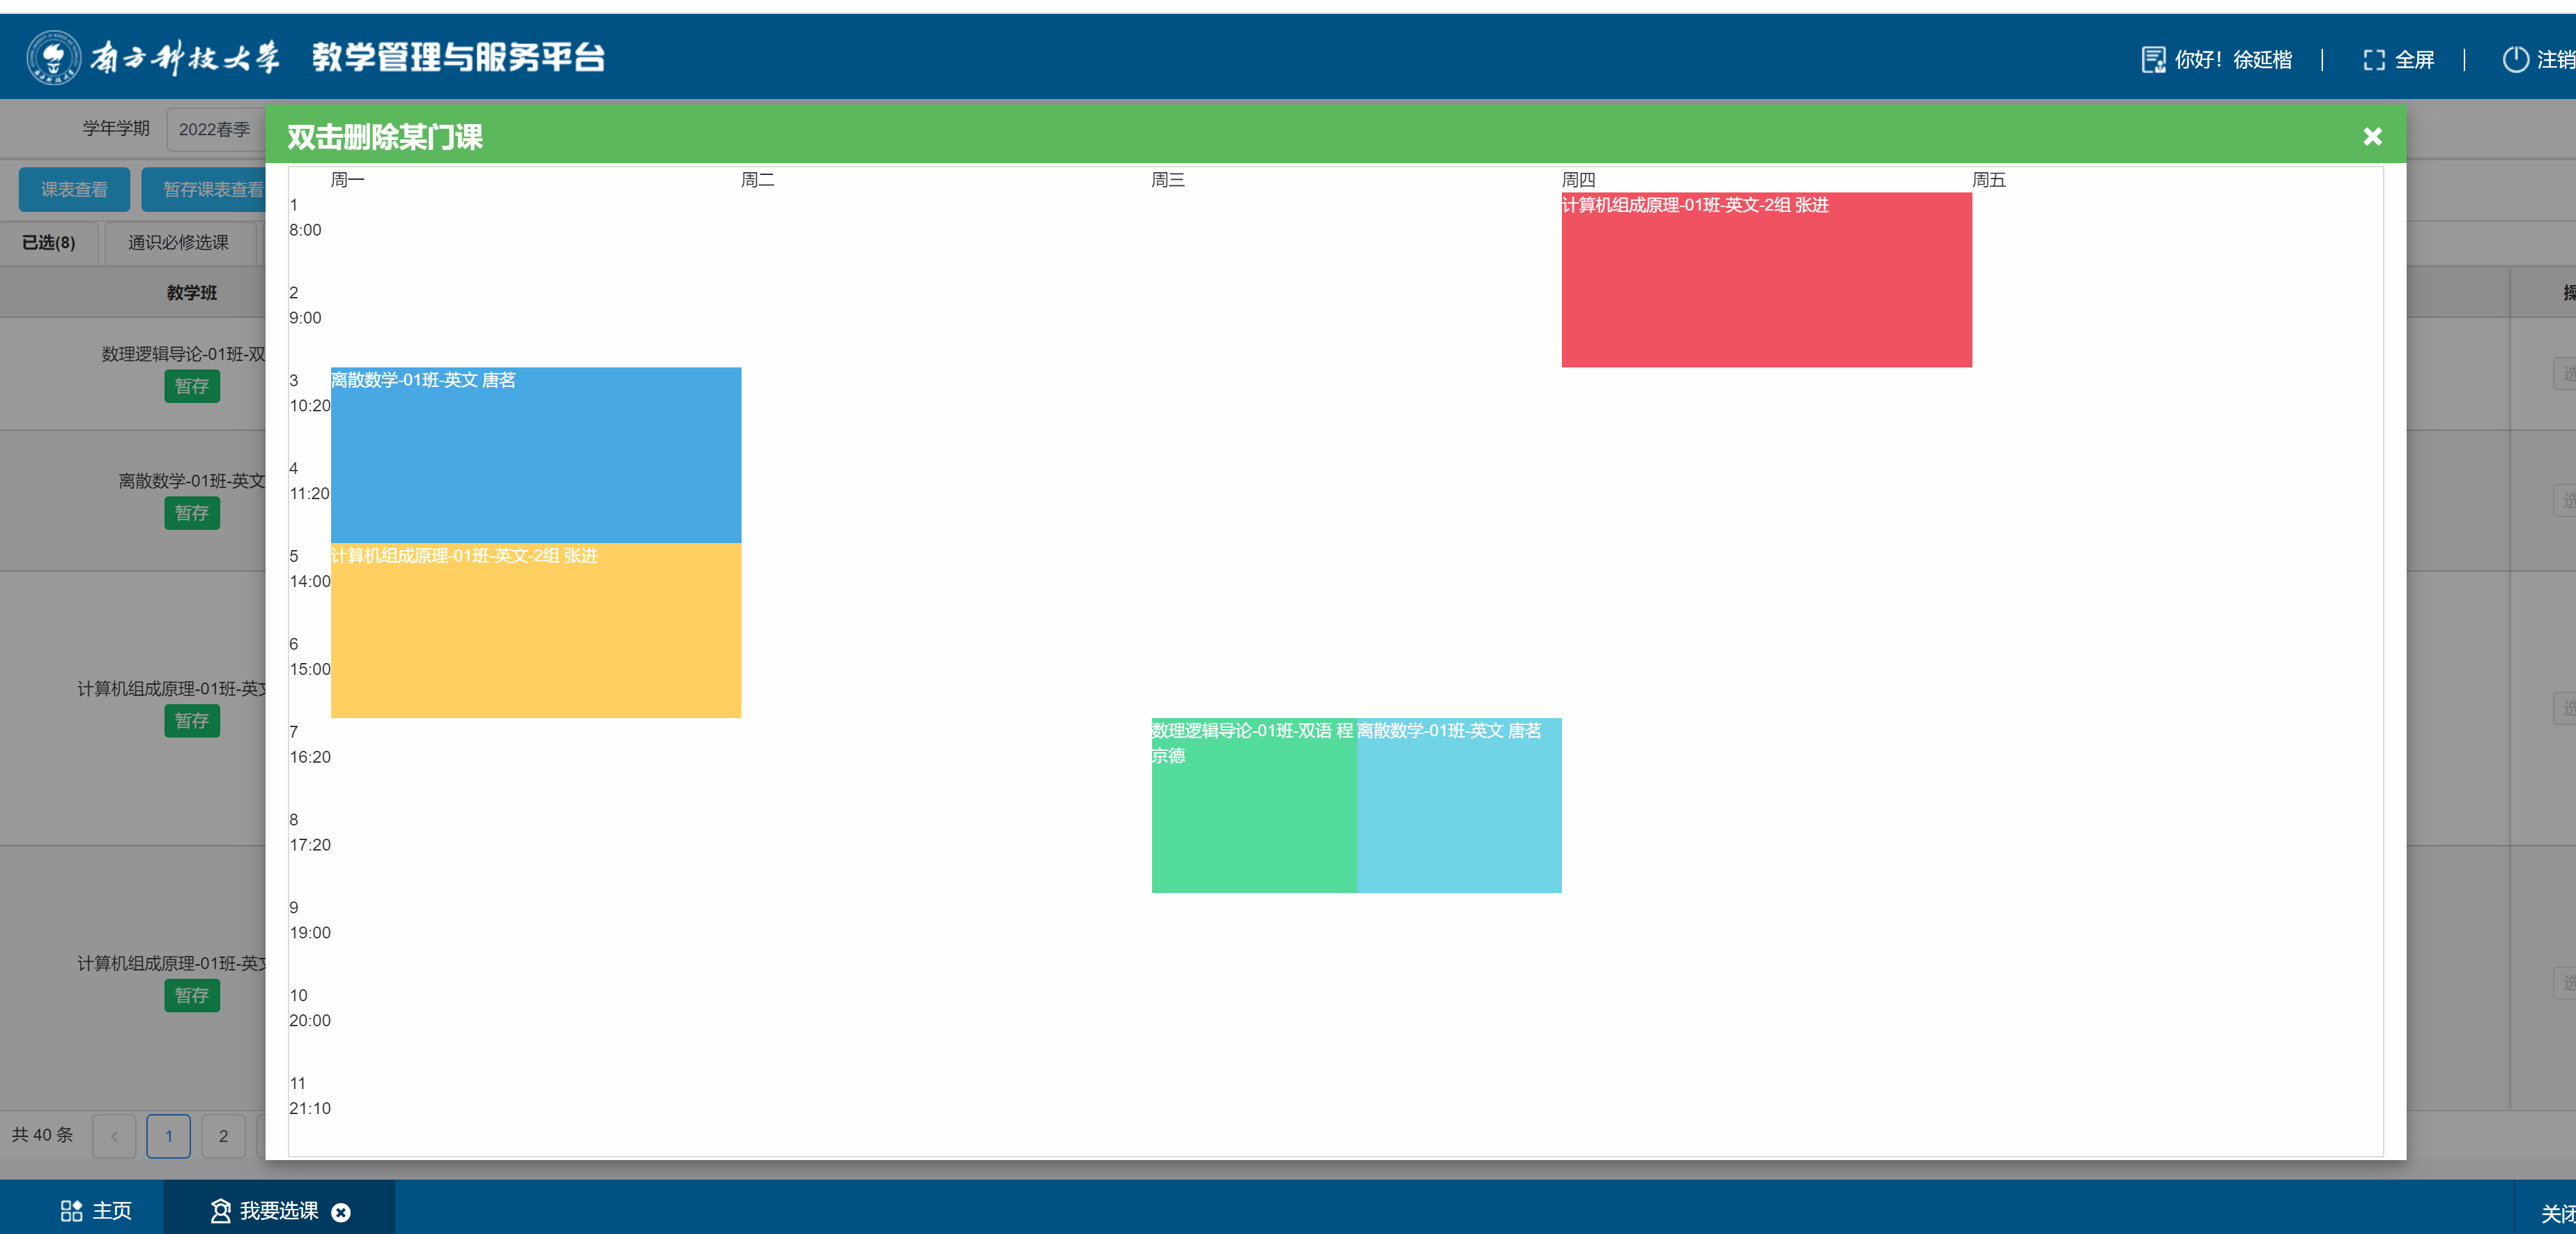 南方科技大学 教学管理与服务平台
你好！徐延楷
全屏
注销
学年学期 2022春季
双击删除某门课
课表查看
暂存课表查看
已选(8)
通识必修选课
教学班
数理逻辑导论-01班-双
暂存
离散数学-01班-英文
暂存
计算机组成原理-01班-英文
暂存
计算机组成原理-01班-英文
暂存
周一 周二 周三 周四 周五
1
8:00
2
9:00
3
10:20
4
11:20
5
14:00
6
15:00
7
16:20
8
17:20
9
19:00
10
20:00
11
21:10
计算机组成原理-01班-英文-2组 张进
离散数学-01班-英文 唐茗
计算机组成原理-01班-英文-2组 张进
数理逻辑导论-01班-双语 程
京德
离散数学-01班-英文 唐茗
共 40 条
1
2
主页
我要选课
关闭